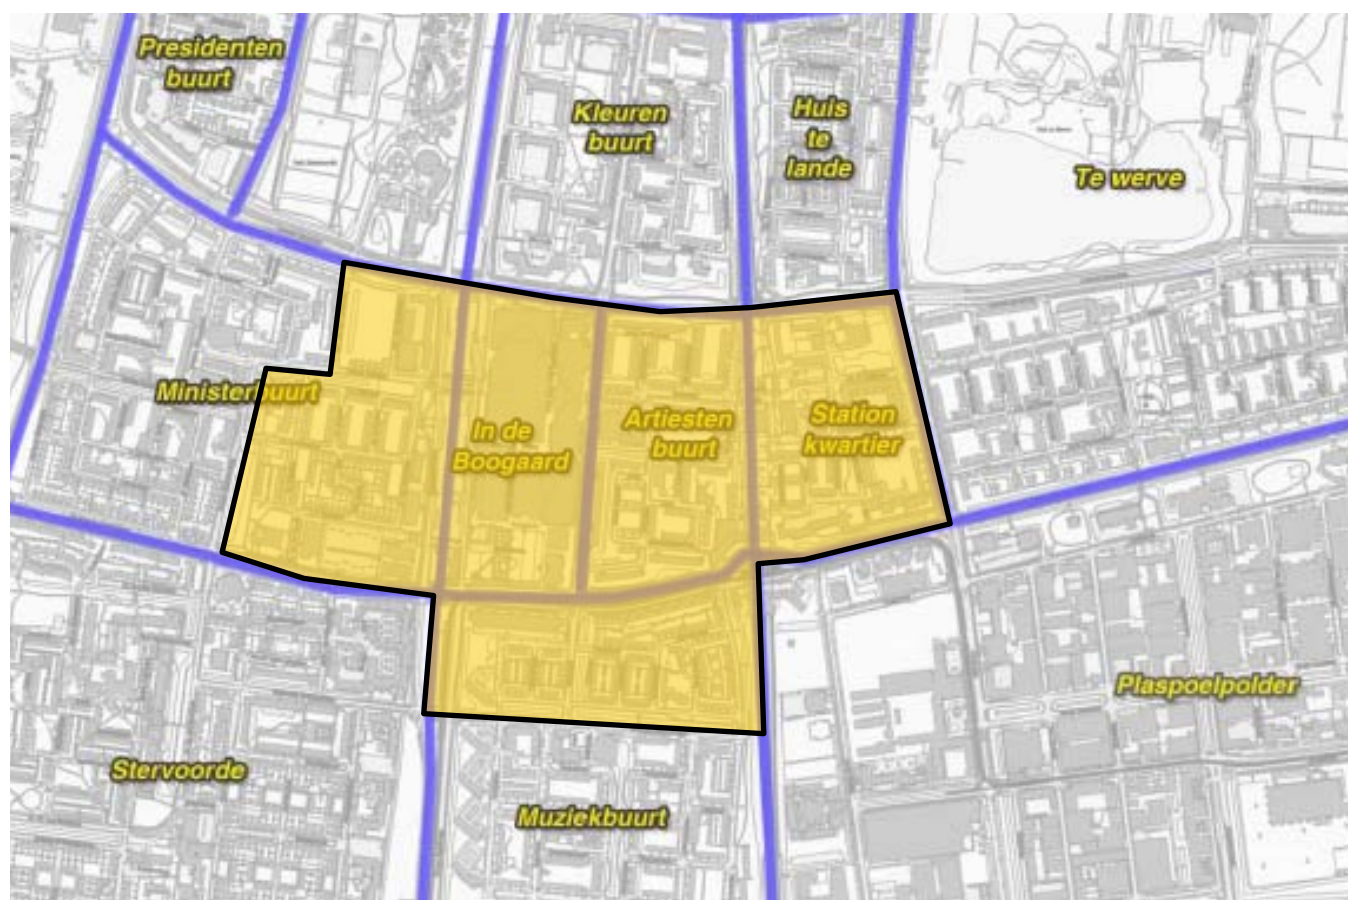 Presidenten
buurt
Kleuren
buurt
Huis
te
lande
Te werve
Ministerbuurt
In de
Boogaard
Artiesten
buurt
Station
kwartier
Plaspoelpolder
Stervoorde
Muziekbuurt